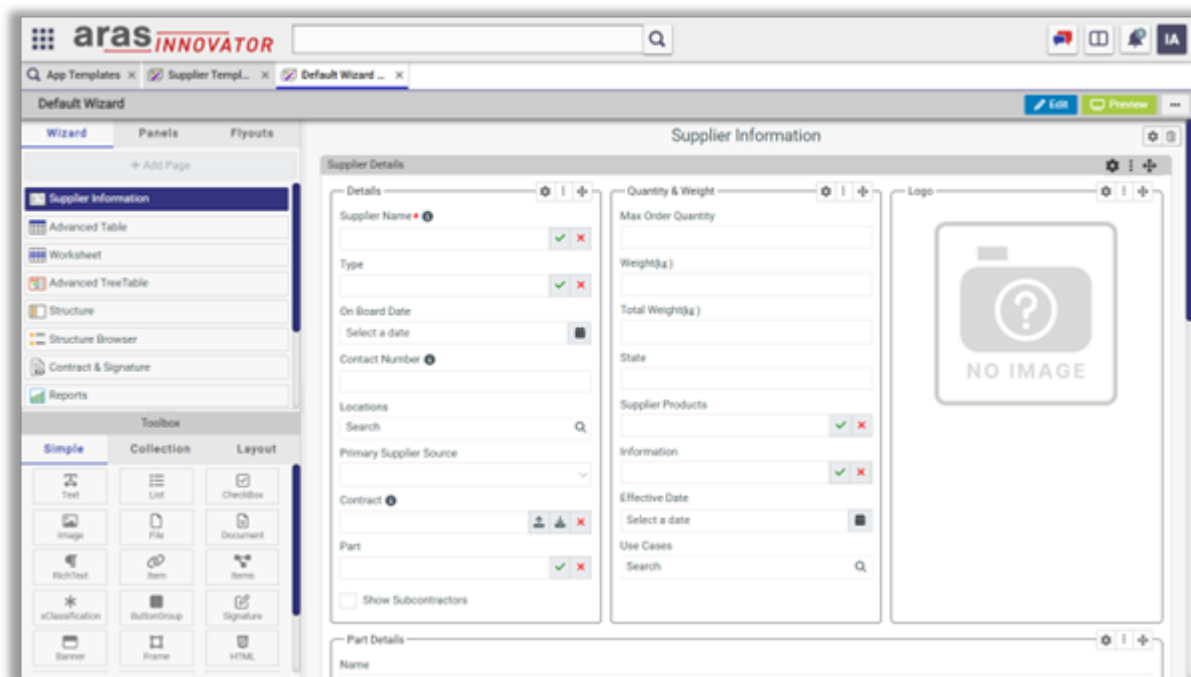 aras INNOVATOR
IA
App Templates
Supplier Templ...
Default Wizard ...
Default Wizard
Edit
Preview
Wizard
Panels
Flyouts
+ Add Page
Supplier Information
Advanced Table
Worksheet
Advanced TreeTable
Structure
Structure Browser
Contract & Signature
Reports
Toolbox
Simple
Collection
Layout
Text
List
CheckBox
Image
File
Document
RichText
Item
Items
xClassification
ButtonGroup
Signature
Banner
Frame
HTML
Supplier Information
Supplier Details
Details
Supplier Name
Type
On Board Date
Select a date
Contact Number
Locations
Search
Primary Supplier Source
Contract
Part
Show Subcontractors
Quantity & Weight
Max Order Quantity
Weight(kg)
Total Weight(kg)
State
Supplier Products
Information
Effective Date
Select a date
Use Cases
Search
Logo
NO IMAGE
Part Details
Name